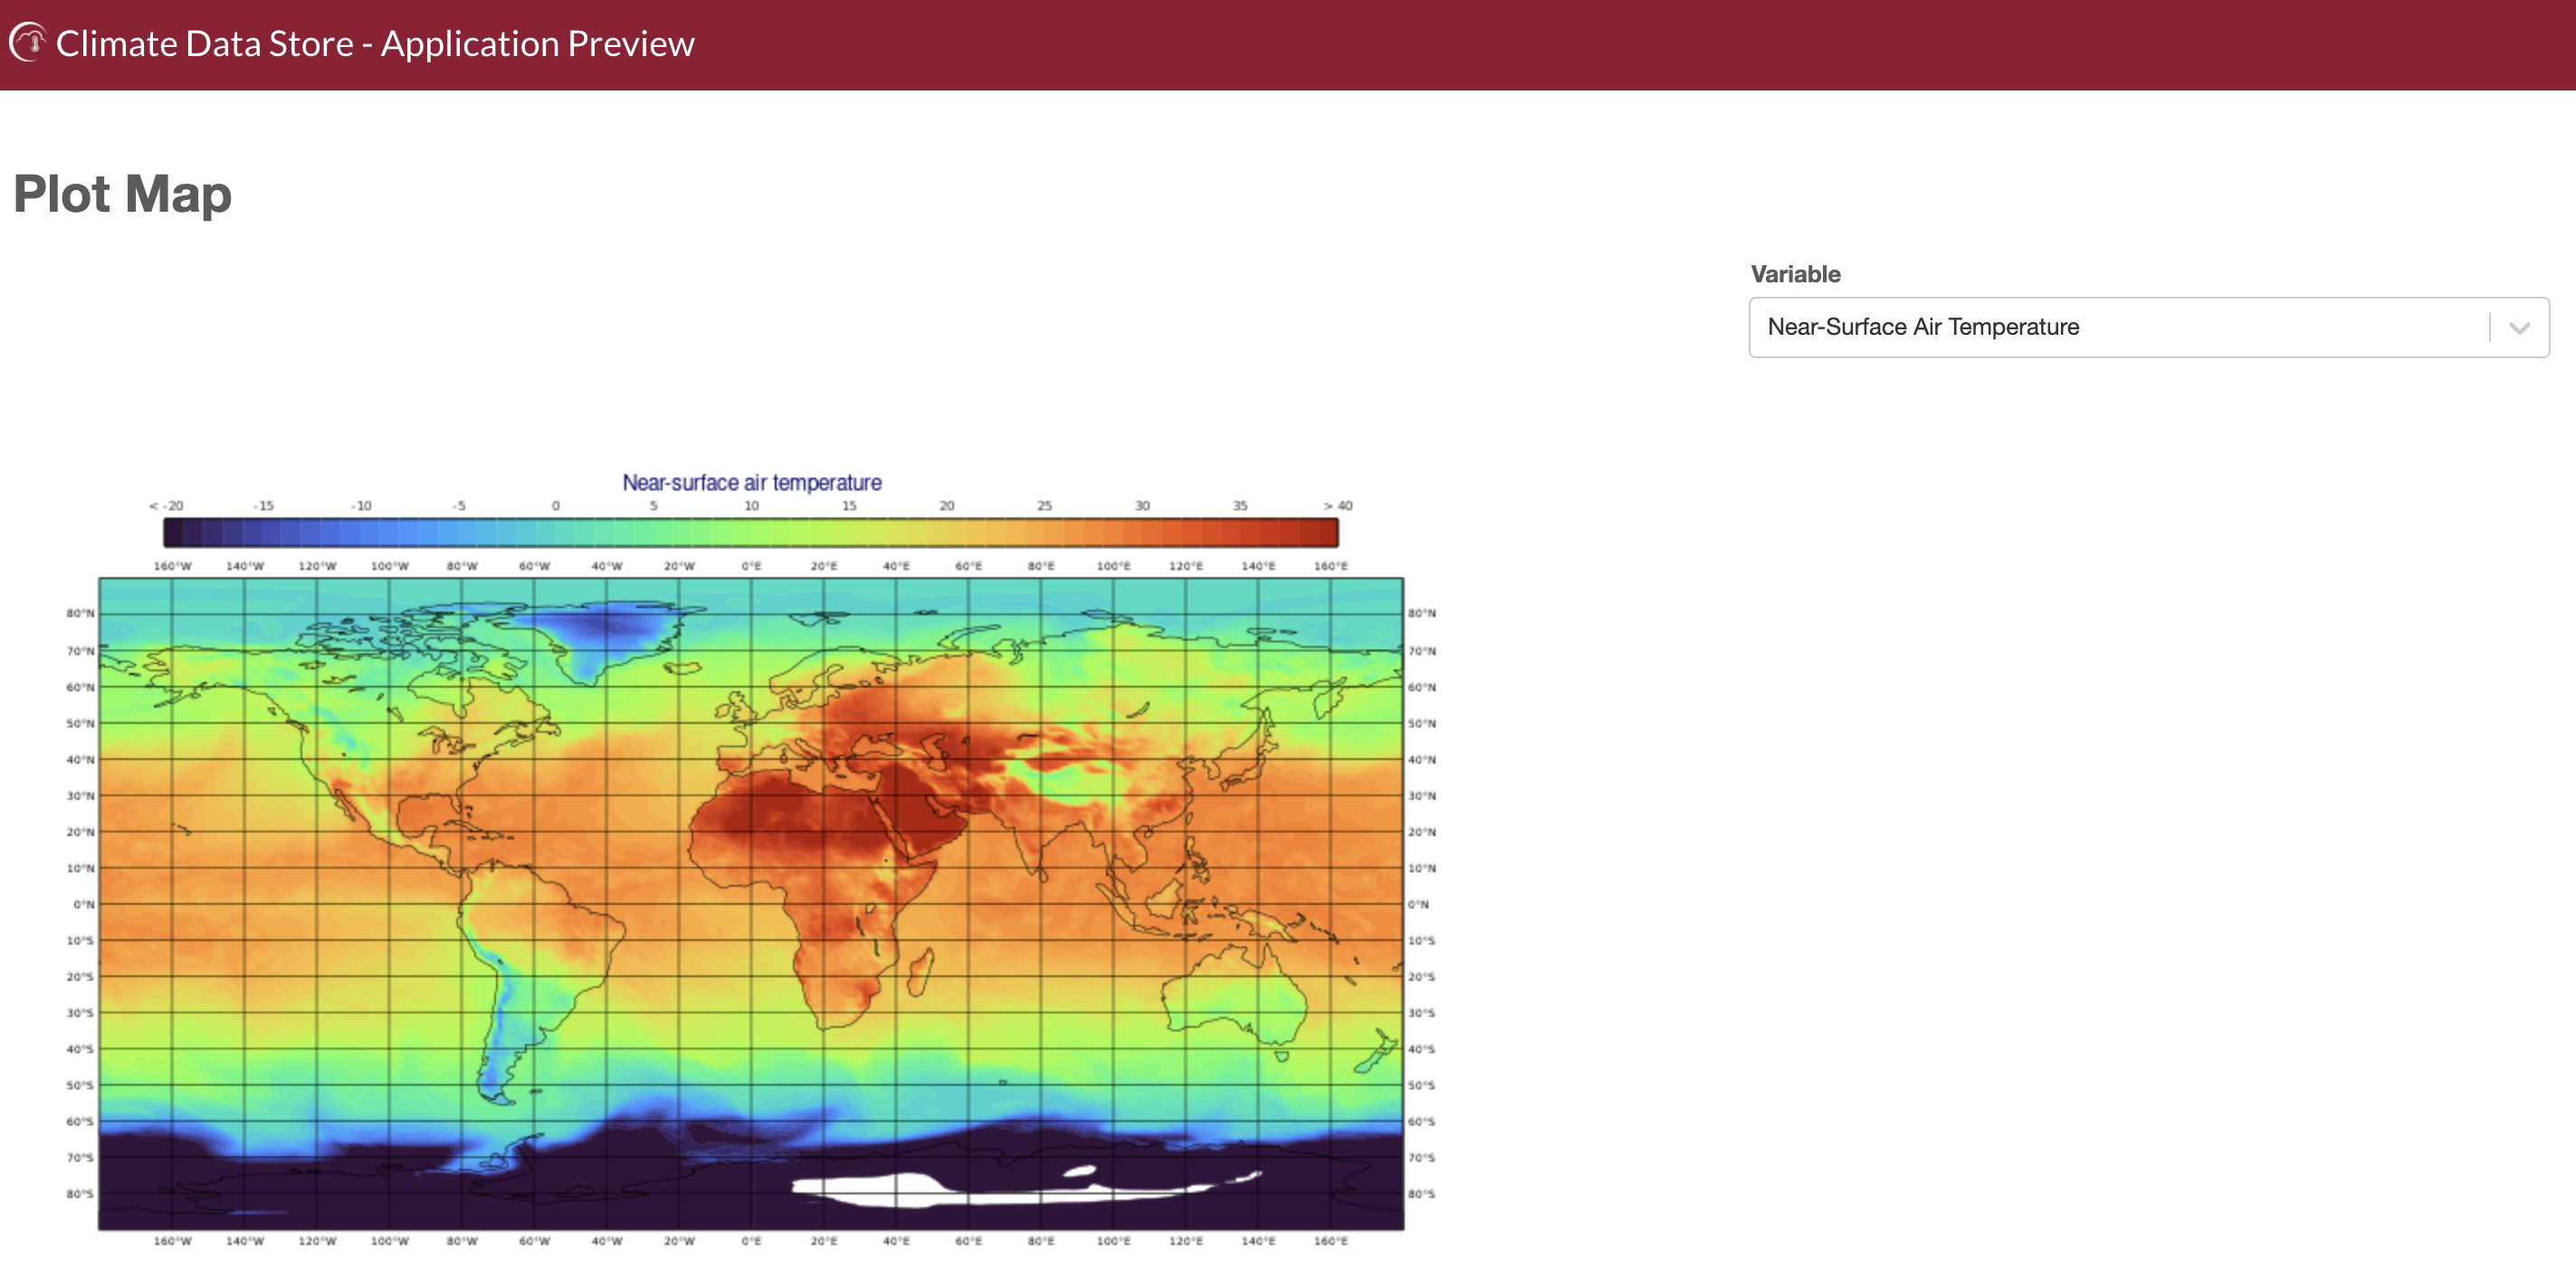 Climate Data Store - Application Preview
Plot Map
Variable
Near-Surface Air Temperature
Near-surface air temperature
< -20 -15 -10 -5 0 5 10 15 20 25 30 35 > 40
160°W 140°W 120°W 100°W 80°W 60°W 40°W 20°W 0°E 20°E 40°E 60°E 80°E 100°E 120°E 140°E 160°E
80°N 80°N
70°N 70°N
60°N 60°N
50°N 50°N
40°N 40°N
30°N 30°N
20°N 20°N
10°N 10°N
0°N 0°N
10°S 10°S
20°S 20°S
30°S 30°S
40°S 40°S
50°S 50°S
60°S 60°S
70°S 70°S
80°S 80°S
160°W 140°W 120°W 100°W 80°W 60°W 40°W 20°W 0°E 20°E 40°E 60°E 80°E 100°E 120°E 140°E 160°E